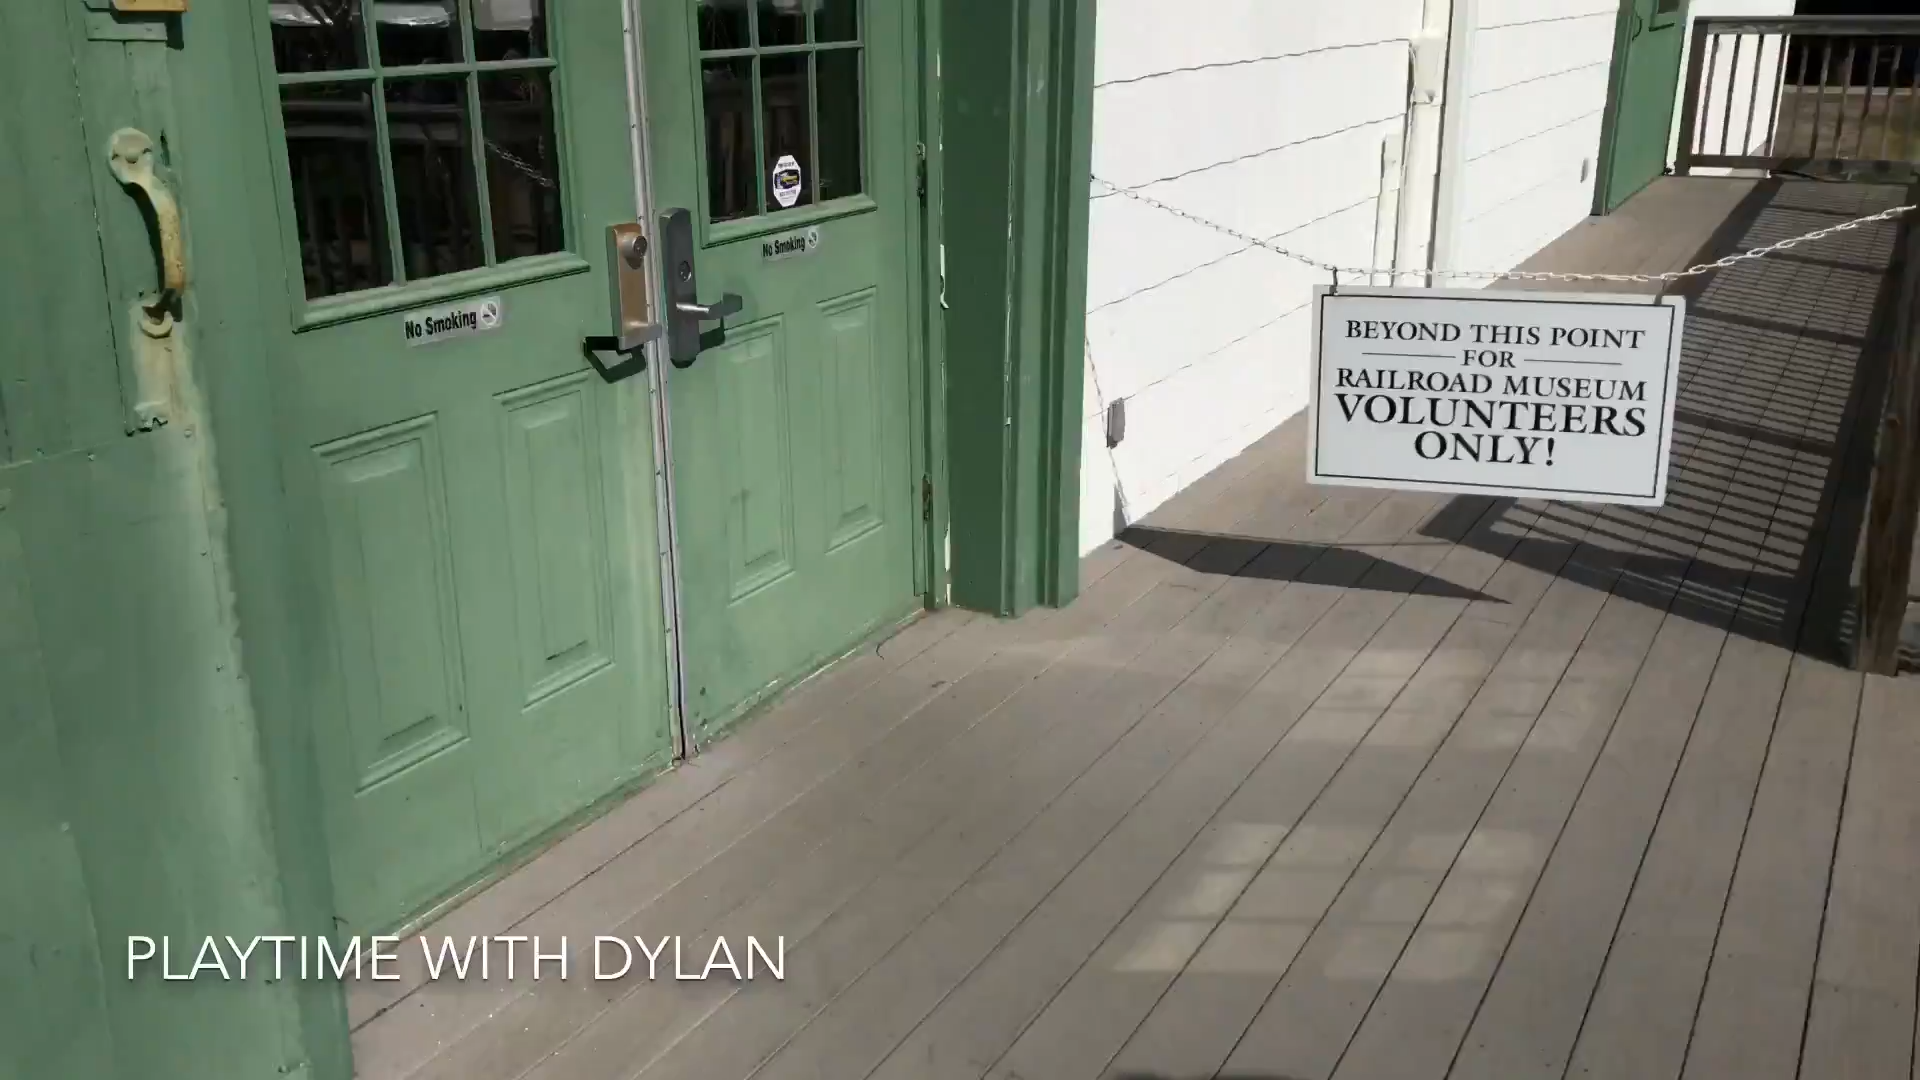 No Smoking
No Smoking
BEYOND THIS POINT
FOR
RAILROAD MUSEUM
VOLUNTEERS
ONLY!
PLAYTIME WITH DYLAN